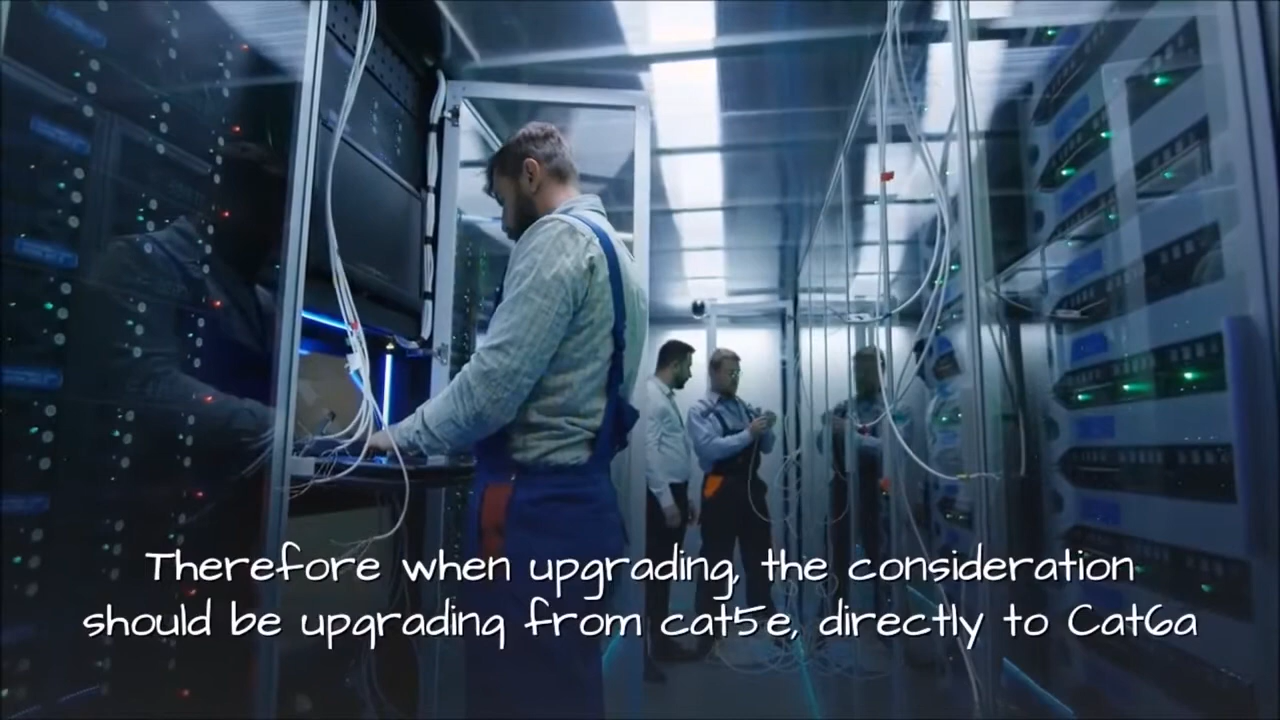 Therefore when upgrading, the consideration
should be upgrading from cat5e, directly to Cat6a